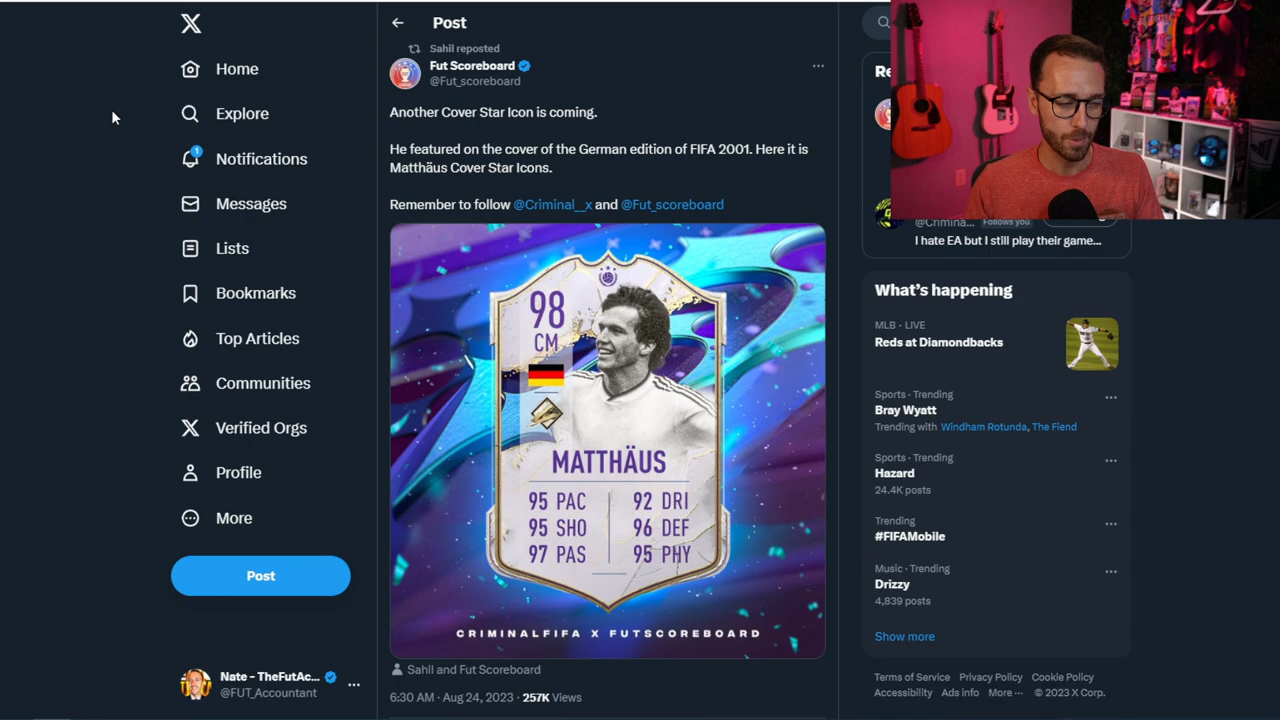 Home
Explore
1
Notifications
Messages
Lists
Bookmarks
Top Articles
Communities
Verified Orgs
Profile
More
Post
Nate - TheFutAc...
@FUT_Accountant
Post
Sahil reposted
Fut Scoreboard
@Fut_scoreboard
Another Cover Star Icon is coming.
He featured on the cover of the German edition of FIFA 2001. Here it is
Matthäus Cover Star Icons.
Remember to follow @Criminal__x and @Fut_scoreboard
98
CM
MATTHÄUS
95 PAC 92 DRI
95 SHO 96 DEF
97 PAS 95 PHY
CRIMINALFIFA X FUTSCOREBOARD
Sahil and Fut Scoreboard
6:30 AM · Aug 24, 2023 · 257K Views
Re
@Crimina... Follows you
I hate EA but I still play their game...
What's happening
MLB · LIVE
Reds at Diamondbacks
Sports · Trending
Bray Wyatt
Trending with Windham Rotunda, The Fiend
Sports · Trending
Hazard
24.4K posts
Trending
#FIFAMobile
Music · Trending
Drizzy
4,839 posts
Show more
Terms of Service Privacy Policy Cookie Policy
Accessibility Ads info More ··· © 2023 X Corp.